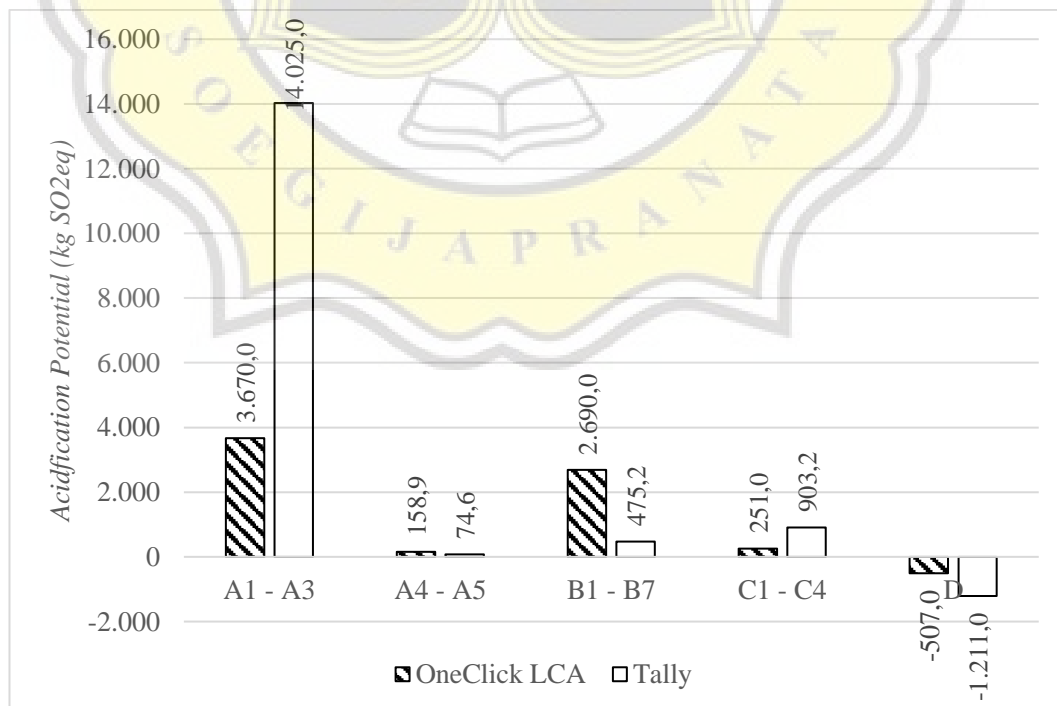 SOEGIJAPRANATA
Acidfication Potential (kg SO2eq)
16.000
14.000
12.000
10.000
8.000
6.000
4.000
2.000
0
-2.000
3.670,0
14.025,0
158,9
74,6
2.690,0
475,2
251,0
903,2
-507,0
-1.211,0
A1 - A3
A4 - A5
B1 - B7
C1 - C4
D
OneClick LCA
Tally